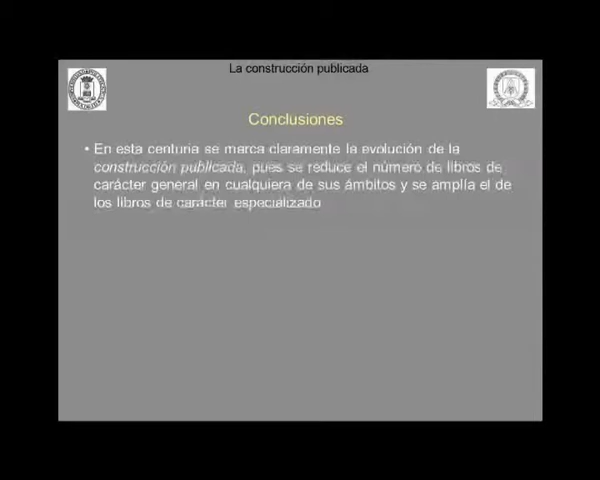 La construcción publicada
Conclusiones
• En esta centuria se marca claramente la evolución de la
construcción publicada, pues se reduce el número de libros de
carácter general en cualquiera de sus ámbitos y se amplía el de
los libros de carácter especializado